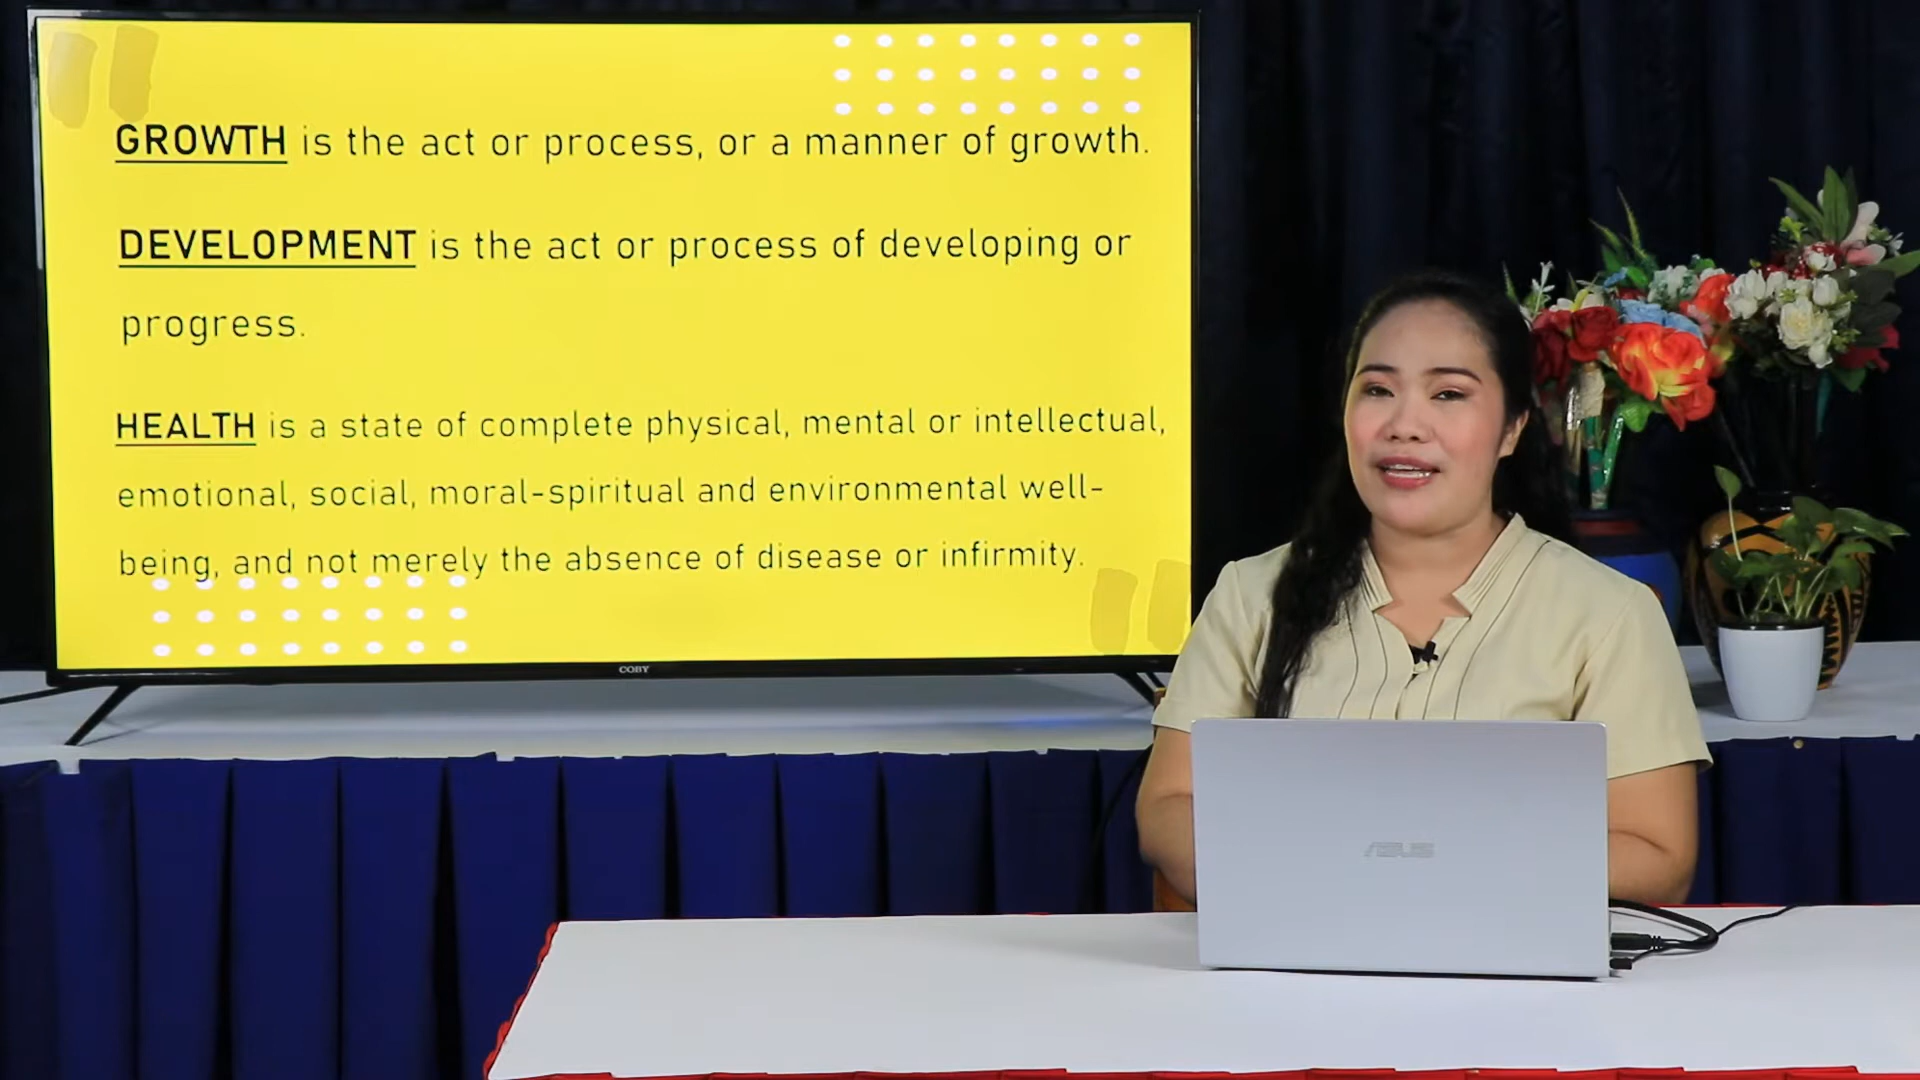 GROWTH is the act or process, or a manner of growth.
DEVELOPMENT is the act or process of developing or
progress.
HEALTH is a state of complete physical, mental or intellectual,
emotional, social, moral-spiritual and environmental well-
being, and not merely the absence of disease or infirmity.
COBY
ASUS